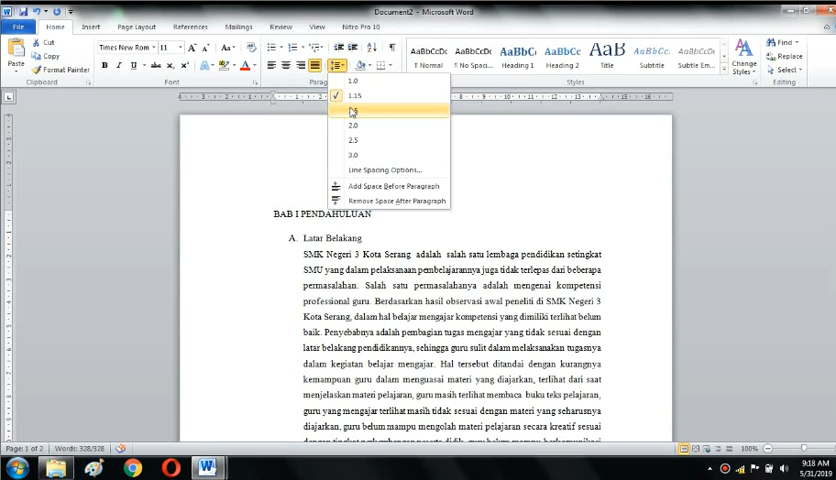 Document2 - Microsoft Word
File Home Insert Page Layout References Mailings Review View Nitro Pro 10
Cut
Copy
Format Painter
Paste
Clipboard
Times New Rom 11
Font
AaBbCcDc AaBbCcDc AaBbC AaBbCc AaB AaBbCc. AaBbCcDc
¶ Normal ¶ No Spac... Heading 1 Heading 2 Title Subtitle
Change Styles
Styles
Find
Replace
Select
Editing
1.0
1.15
2.0
2.5
3.0
Line Spacing Options...
Add Space Before Paragraph
Remove Space After Paragraph
BAB I PENDAHULUAN
A. Latar Belakang
SMK Negeri 3 Kota Serang adalah salah satu lembaga pendidikan setingkat
SMU yang dalam pelaksanaan pembelajarannya juga tidak terlepas dari beberapa
permasalahan. Salah satu permasalahanya adalah mengenai kompetensi
professional guru. Berdasarkan hasil observasi awal peneliti di SMK Negeri 3
Kota Serang, dalam hal belajar mengajar kompetensi yang dimiliki terlihat belum
baik. Penyebabnya adalah pembagian tugas mengajar yang tidak sesuai dengan
latar belakang pendidikannya, sehingga guru sulit dalam melaksanakan tugasnya
dalam kegiatan belajar mengajar. Hal tersebut ditandai dengan kurangnya
kemampuan guru dalam menguasai materi yang diajarkan, terlihat dari saat
menjelaskan materi pelajaran, guru masih terlihat membaca buku teks pelajaran,
guru yang mengajar terlihat masih tidak sesuai dengan materi yang seharusnya
diajarkan, guru belum mampu mengolah materi pelajaran secara kreatif sesuai
Page: 1 of 2 Words: 328/328 100%
9:18 AM
5/31/2019